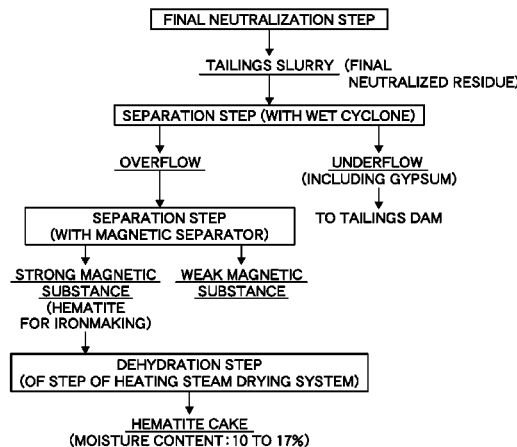 FINAL NEUTRALIZATION STEP
TAILINGS SLURRY (FINAL
NEUTRALIZED RESIDUE)
SEPARATION STEP (WITH WET CYCLONE)
OVERFLOW
UNDERFLOW
(INCLUDING GYPSUM)
TO TAILINGS DAM
SEPARATION STEP
(WITH MAGNETIC SEPARATOR)
STRONG MAGNETIC
SUBSTANCE
(HEMATITE
FOR IRONMAKING)
WEAK MAGNETIC
SUBSTANCE
DEHYDRATION STEP
(OF STEP OF HEATING STEAM DRYING SYSTEM)
HEMATITE CAKE
(MOISTURE CONTENT: 10 TO 17%)